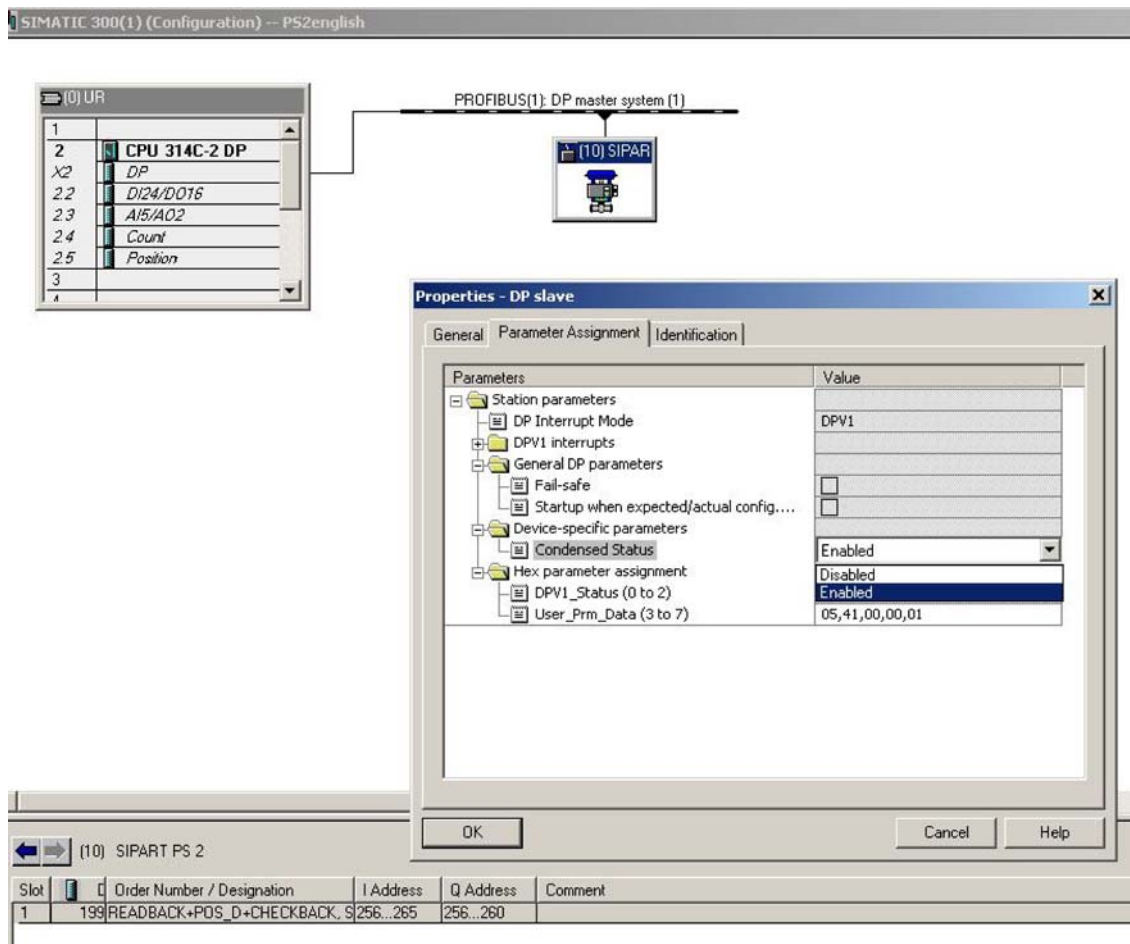 SIMATIC 300(1) (Configuration) -- PS2english
(0) UR
1
2 CPU 314C-2 DP
X2 DP
2.2 DI24/DO16
2.3 AI5/AO2
2.4 Count
2.5 Position
3
PROFIBUS(1): DP master system (1)
(10) SIPAR
Properties - DP slave
General Parameter Assignment Identification
Parameters Value
Station parameters
DP Interrupt Mode DPV1
DPV1 interrupts
General DP parameters
Fail-safe
Startup when expected/actual config....
Device-specific parameters
Condensed Status Enabled
Hex parameter assignment Disabled
DPV1_Status (0 to 2) Enabled
User_Prm_Data (3 to 7) 05,41,00,00,01
OK Cancel Help
(10) SIPART PS 2
Slot D Order Number / Designation I Address Q Address Comment
1 199 READBACK+POS_D+CHECKBACK, S 256...265 256...260